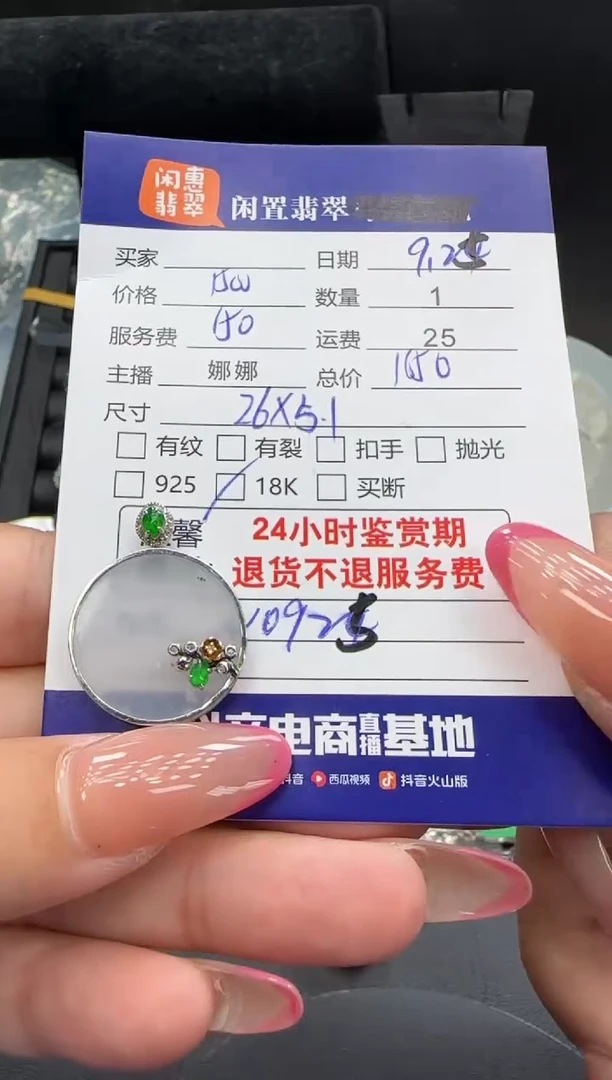 闲惠
翡翠
闲置翡翠
买家 日期 9.25
价格 1500 数量 1
服务费 150 运费 25
主播 娜娜 总价 1650
尺寸 26X5.1
有纹 有裂 扣手 抛光
925 18K 买断
馨
24小时鉴赏期
退货不退服务费
10925
电商直播基地
抖音 西瓜视频 抖音火山版